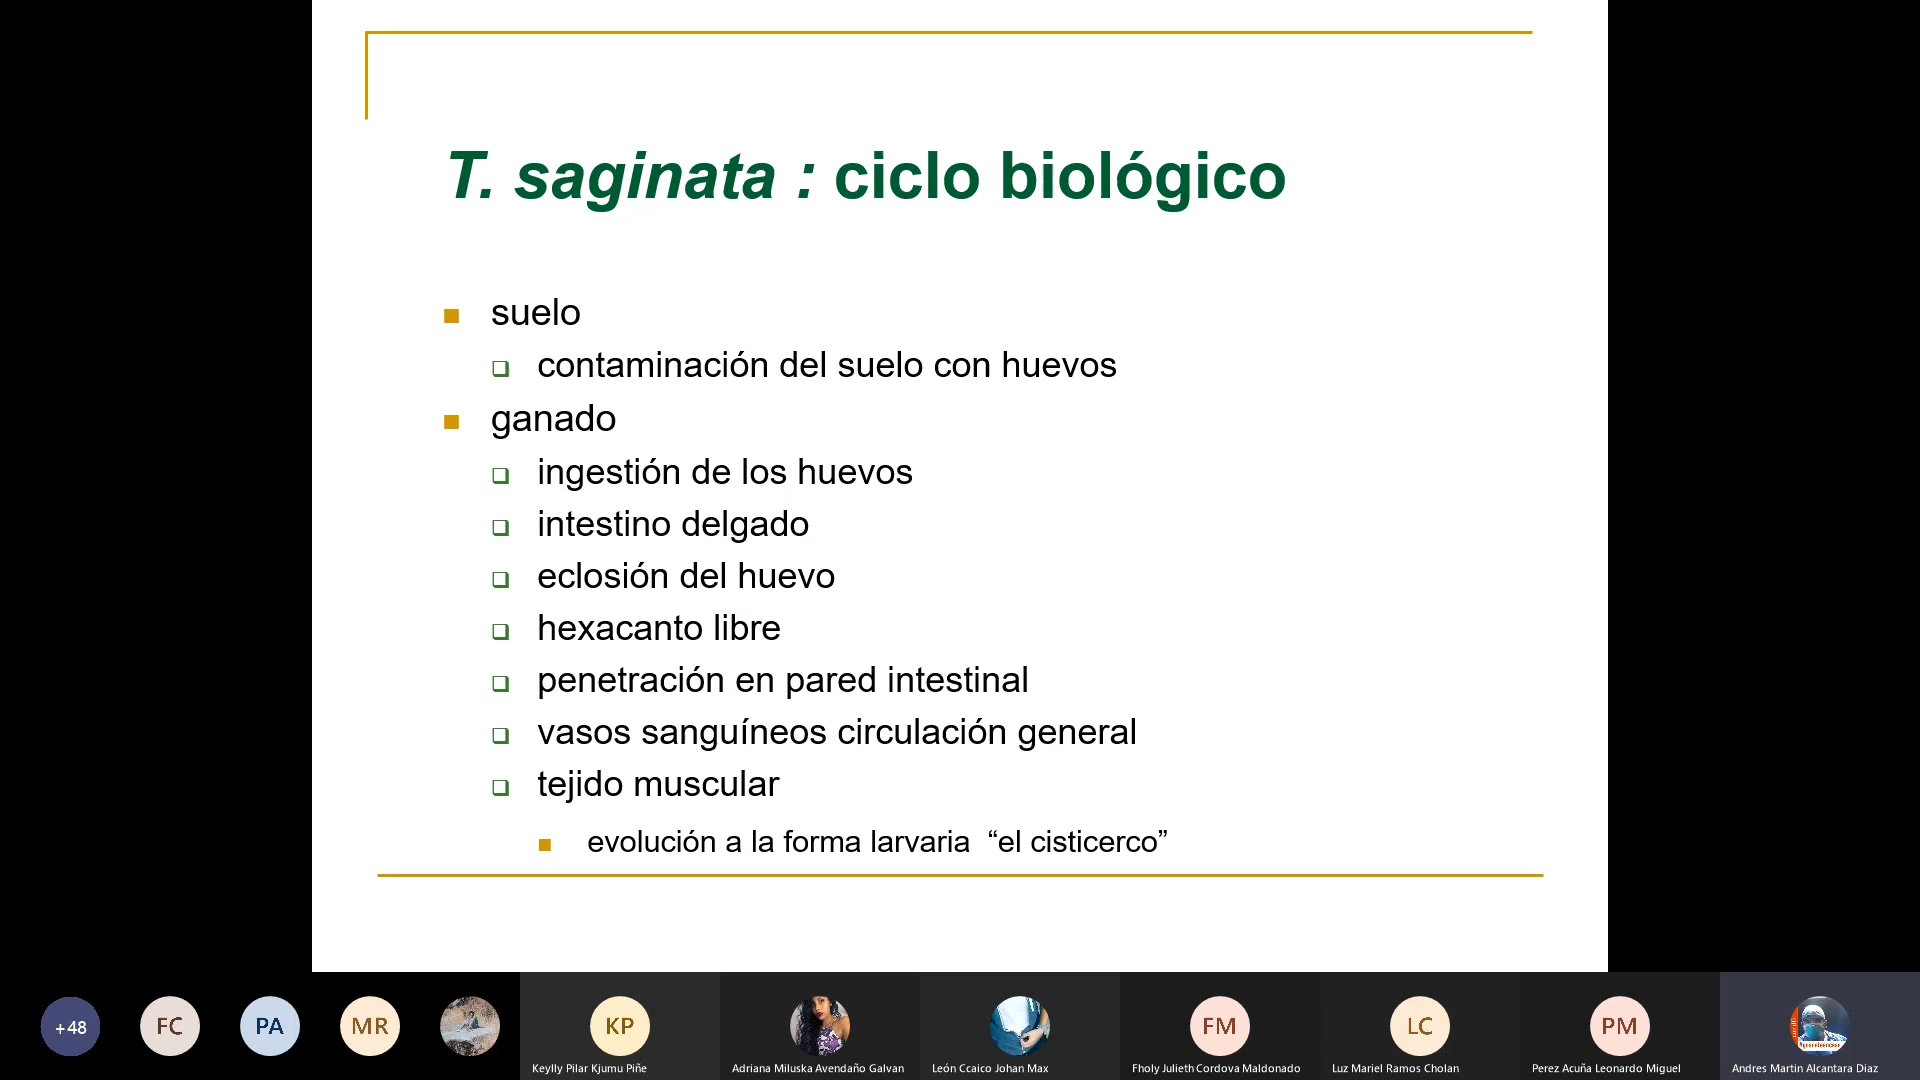 T. saginata : ciclo biológico
suelo
contaminación del suelo con huevos
ganado
ingestión de los huevos
intestino delgado
eclosión del huevo
hexacanto libre
penetración en pared intestinal
vasos sanguíneos circulación general
tejido muscular
evolución a la forma larvaria “el cisticerco”
+48
FC
PA
MR
KP
FM
LC
PM
Keylly Pilar Kjumu Piñe
Adriana Miluska Avendaño Galvan
León Ccaico Johan Max
Fholy Julieth Cordova Maldonado
Luz Mariel Ramos Cholan
Perez Acuña Leonardo Miguel
Andres Martin Alcantara Diaz